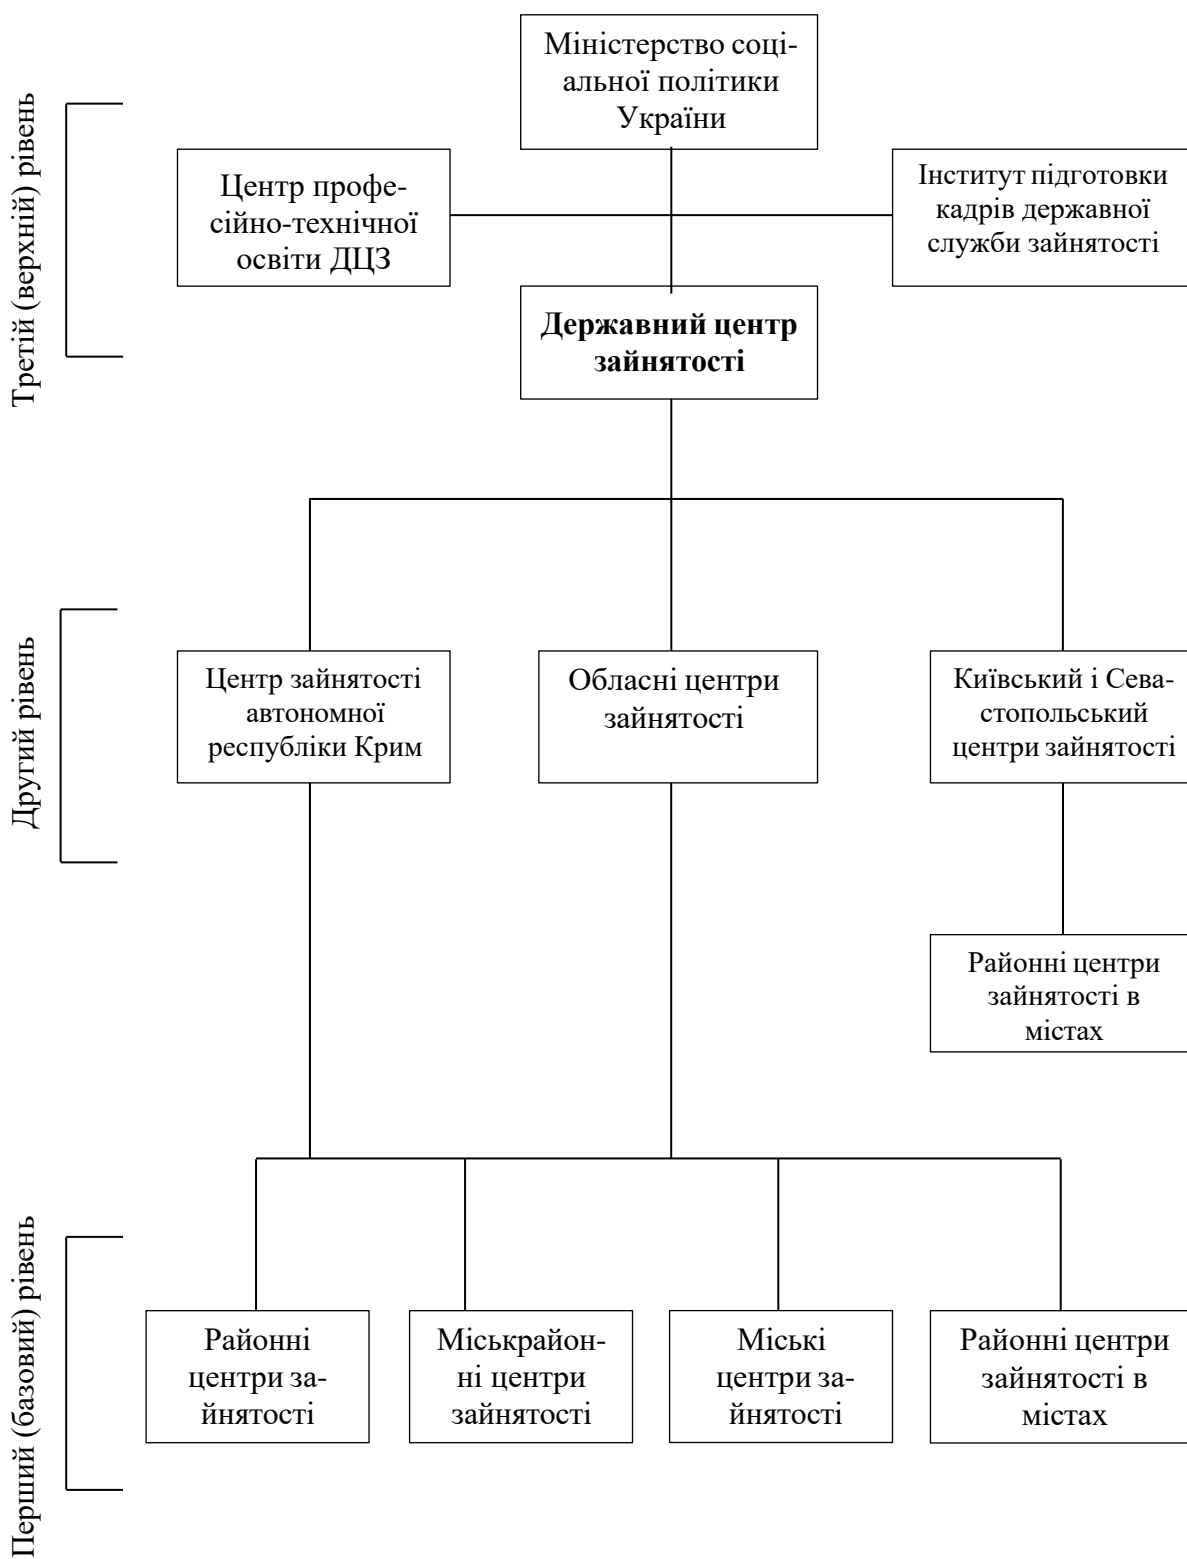 Міністерство соці-
альної політики
України
Третій (верхній) рівень
Центр профе-
сійно-технічної
освіти ДЦЗ
Інститут підготовки
кадрів державної
служби зайнятості
Державний центр
зайнятості
Другий рівень
Центр зайнятості
автономної
республіки Крим
Обласні центри
зайнятості
Київський і Сева-
стопольський
центри зайнятості
Районні центри
зайнятості в
містах
Перший (базовий) рівень
Районні
центри за-
йнятості
Міськрайон-
ні центри
зайнятості
Міські
центри за-
йнятості
Районні центри
зайнятості в
містах